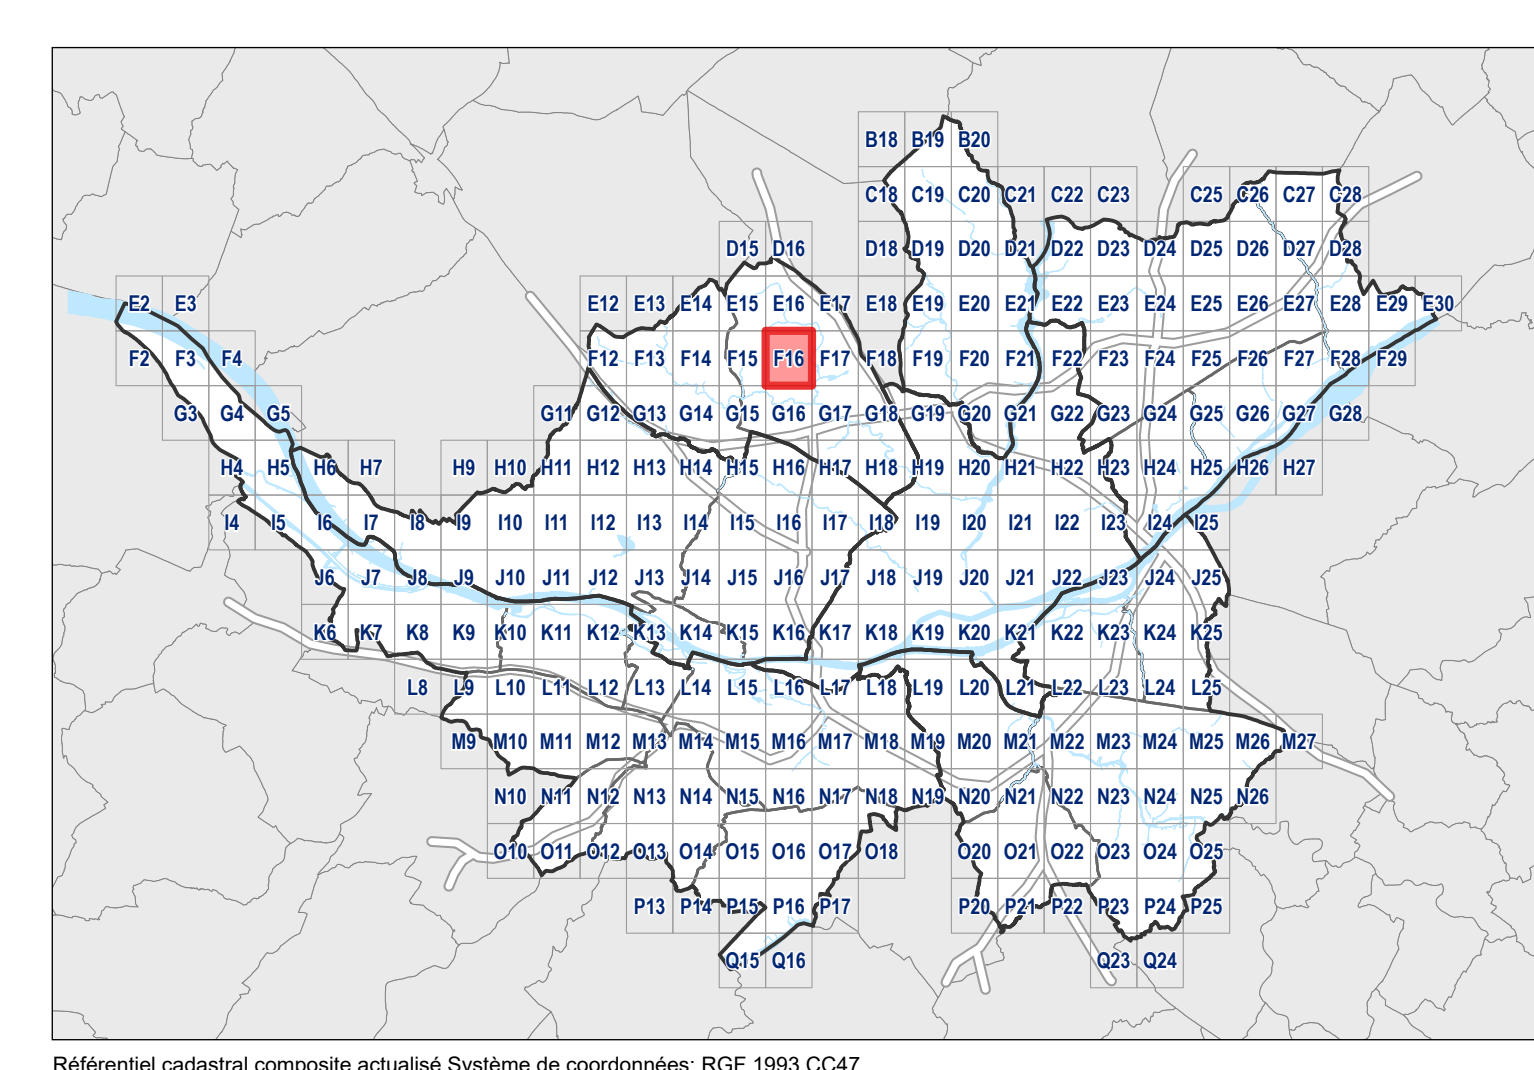 B18 B19 B20
C18 C19 C20 C21 C22 C23 C25 C26 C27 C28
D15 D16 D18 D19 D20 D21 D22 D23 D24 D25 D26 D27 D28
E2 E3 E12 E13 E14 E15 E16 E17 E18 E19 E20 E21 E22 E23 E24 E25 E26 E27 E28 E29 E30
F2 F3 F4 F12 F13 F14 F15 F16 F17 F18 F19 F20 F21 F22 F23 F24 F25 F26 F27 F28 F29
G3 G4 G5 G11 G12 G13 G14 G15 G16 G17 G18 G19 G20 G21 G22 G23 G24 G25 G26 G27 G28
H4 H5 H6 H7 H9 H10 H11 H12 H13 H14 H15 H16 H17 H18 H19 H20 H21 H22 H23 H24 H25 H26 H27
I4 I5 I6 I7 I8 I9 I10 I11 I12 I13 I14 I15 I16 I17 I18 I19 I20 I21 I22 I23 I24 I25
J6 J7 J8 J9 J10 J11 J12 J13 J14 J15 J16 J17 J18 J19 J20 J21 J22 J23 J24 J25
K6 K7 K8 K9 K10 K11 K12 K13 K14 K15 K16 K17 K18 K19 K20 K21 K22 K23 K24 K25
L8 L9 L10 L11 L12 L13 L14 L15 L16 L17 L18 L19 L20 L21 L22 L23 L24 L25
M9 M10 M11 M12 M13 M14 M15 M16 M17 M18 M19 M20 M21 M22 M23 M24 M25 M26 M27
N10 N11 N12 N13 N14 N15 N16 N17 N18 N19 N20 N21 N22 N23 N24 N25 N26
O10 O11 O12 O13 O14 O15 O16 O17 O18 O20 O21 O22 O23 O24 O25
P13 P14 P15 P16 P17 P20 P21 P22 P23 P24 P25
Q15 Q16 Q23 Q24
Référentiel cadastral composite actualisé Système de coordonnées: RGF 1993 CC47